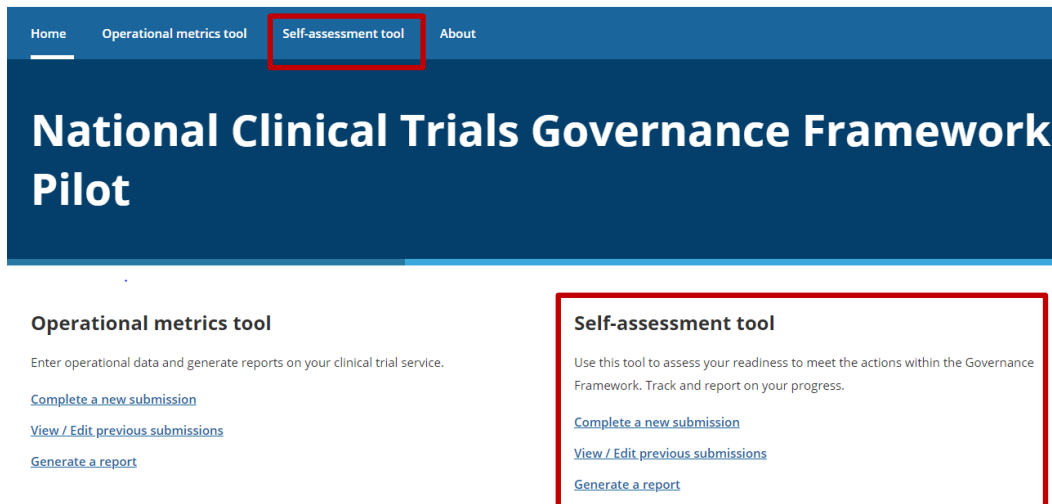 Home Operational metrics tool Self-assessment tool About
National Clinical Trials Governance Framework
Pilot
Operational metrics tool
Enter operational data and generate reports on your clinical trial service.
Complete a new submission
View / Edit previous submissions
Generate a report
Self-assessment tool
Use this tool to assess your readiness to meet the actions within the Governance
Framework. Track and report on your progress.
Complete a new submission
View / Edit previous submissions
Generate a report